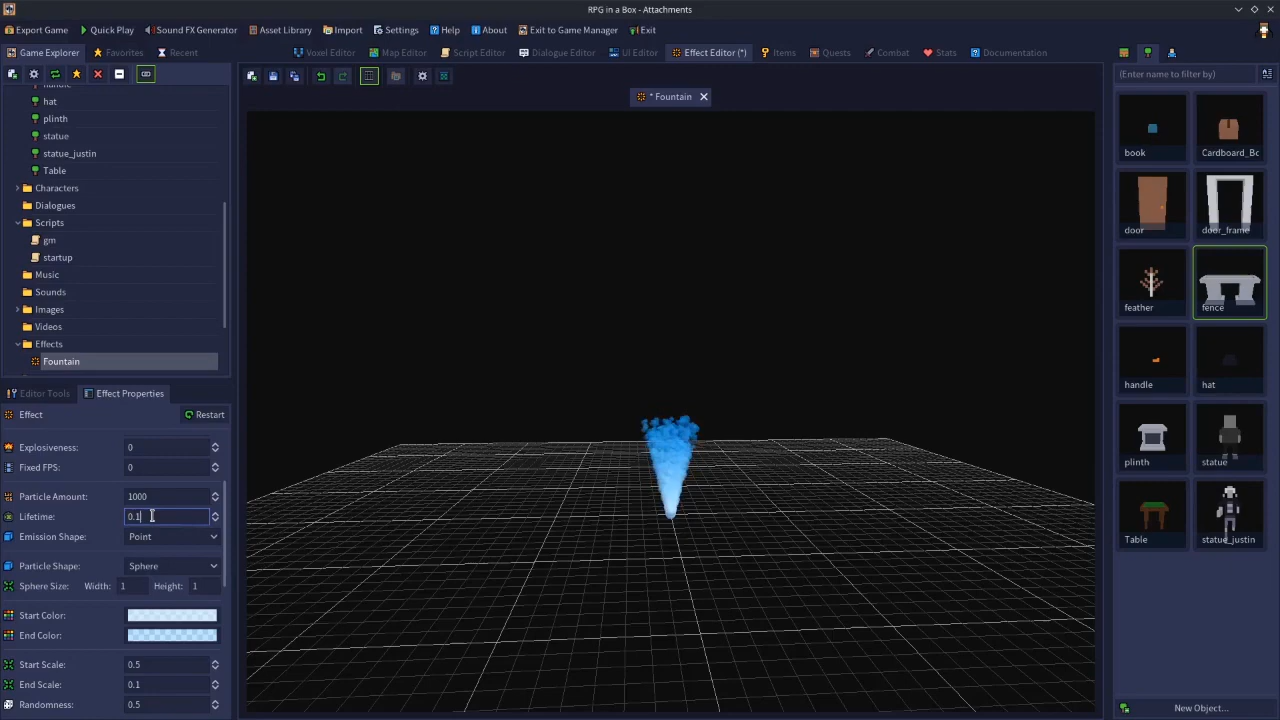 RPG in a Box - Attachments
Export Game Quick Play Sound FX Generator Asset Library Import Settings Help About Exit to Game Manager Exit
Game Explorer Favorites Recent Voxel Editor Map Editor Script Editor Dialogue Editor UI Editor Effect Editor (*) Items Quests Combat Stats Documentation
(Enter name to filter by)
* Fountain
handle
hat
plinth
statue
statue_justin
Table
Characters
Dialogues
Scripts
gm
startup
Music
Sounds
Images
Videos
Effects
Fountain
Editor Tools Effect Properties
Effect Restart
Explosiveness: 0
Fixed FPS: 0
Particle Amount: 1000
Lifetime: 0.1
Emission Shape: Point
Particle Shape: Sphere
Sphere Size: Width: 1 Height: 1
Start Color:
End Color:
Start Scale: 0.5
End Scale: 0.1
Randomness: 0.5
book Cardboard_Bc
door door_frame
feather fence
handle hat
plinth statue
Table statue_justin
New Object...